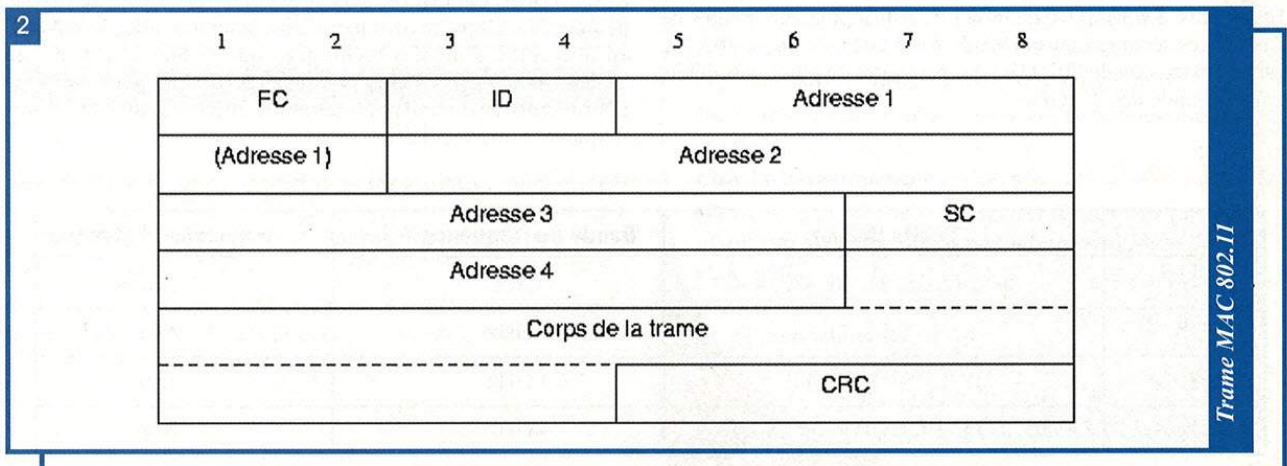 2
1 2 3 4 5 6 7 8
FC ID Adresse 1
(Adresse 1) Adresse 2
Adresse 3 SC
Adresse 4
Corps de la trame
CRC
Trame MAC 802.11